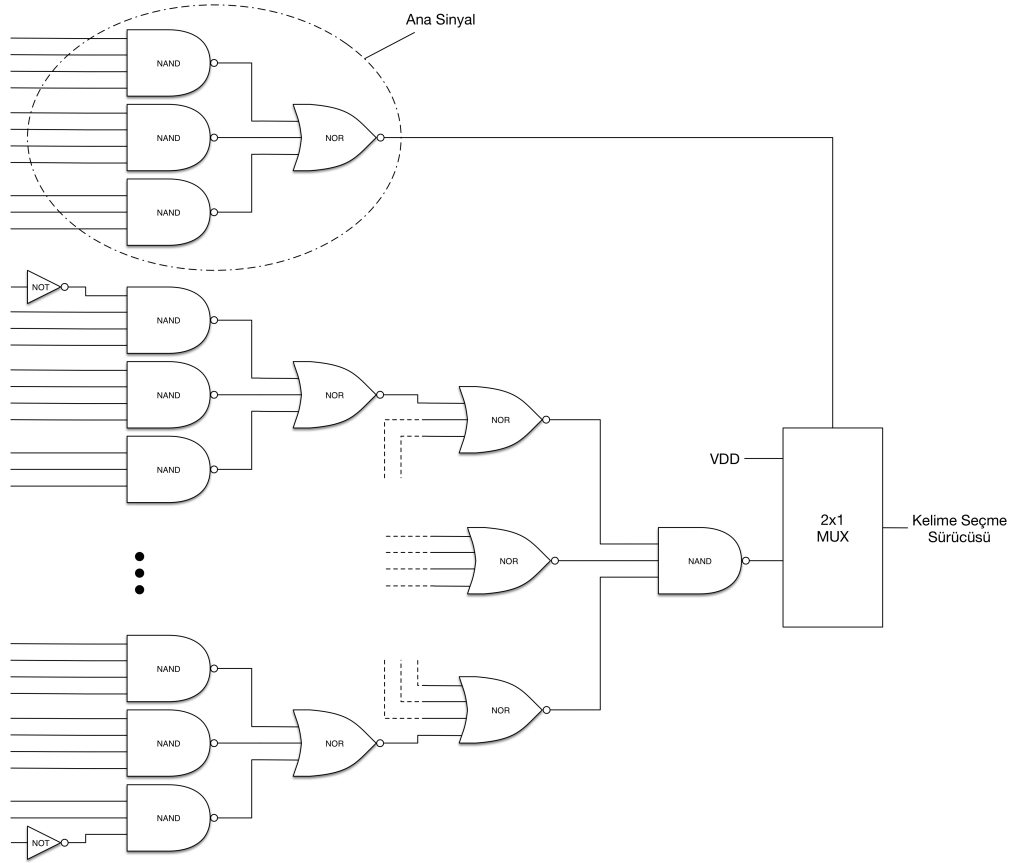 Ana Sinyal
NAND
NAND
NOR
NAND
NOT
NAND
NAND
NOR
NOR
NAND
VDD
2x1
MUX
Kelime Seçme
Sürücüsü
NOR
NAND
NAND
NOR
NAND
NOR
NAND
NOT